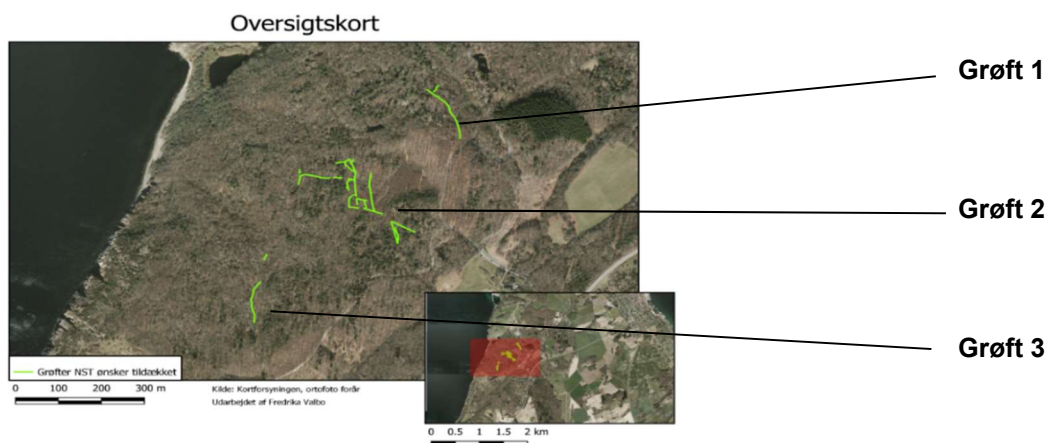 Oversigtskort
Grøft 1
Grøft 2
Grøft 3
Grøfter NST ønsker tildækket
0 100 200 300 m
Kilde: Kortforsyningen, ortofoto forår
Udarbejdet af Fredrika Valbo
0 0.5 1 1.5 2 km